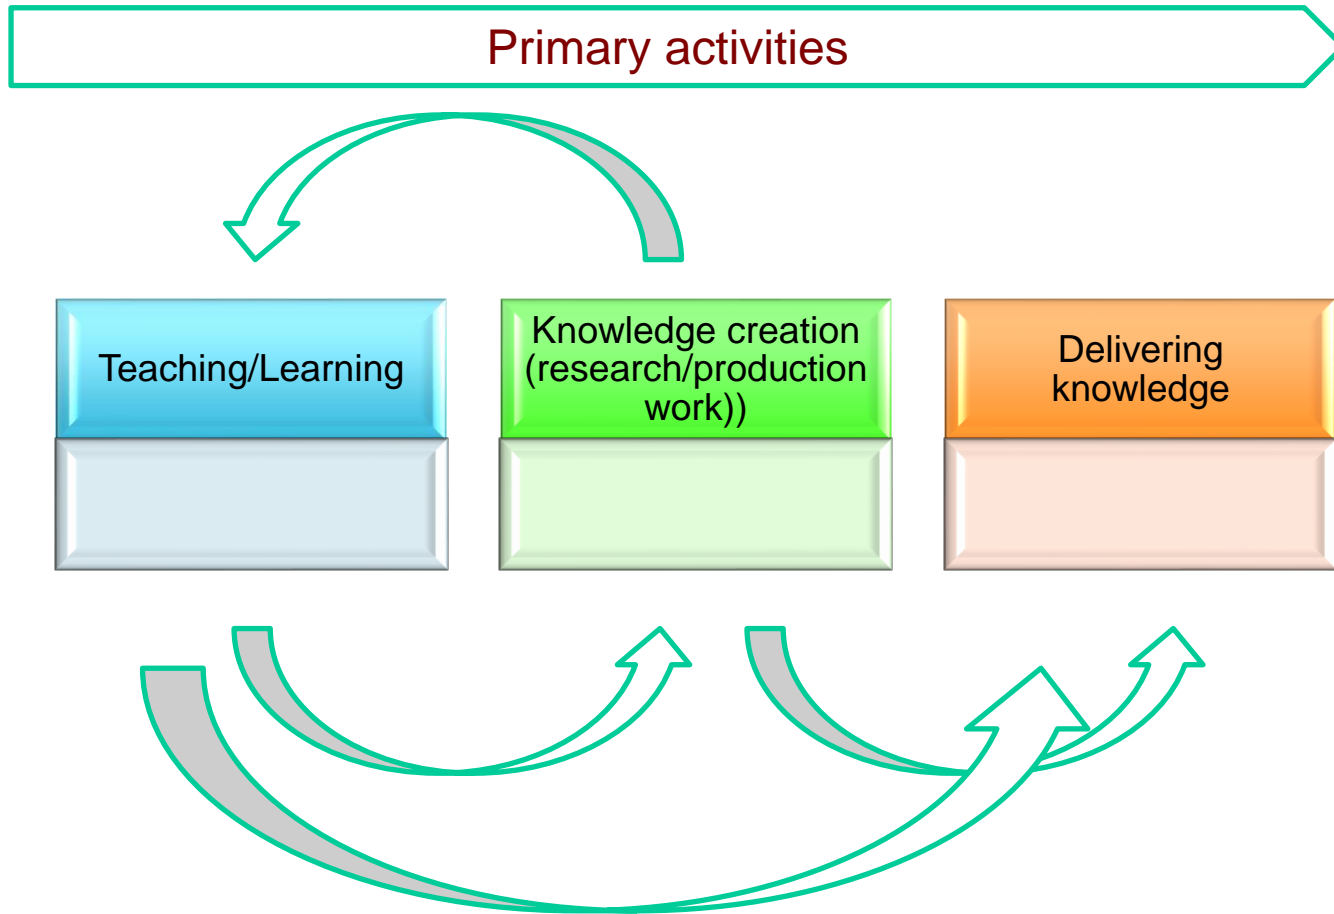 Primary activities
Teaching/Learning
Knowledge creation
(research/production
work))
Delivering
knowledge